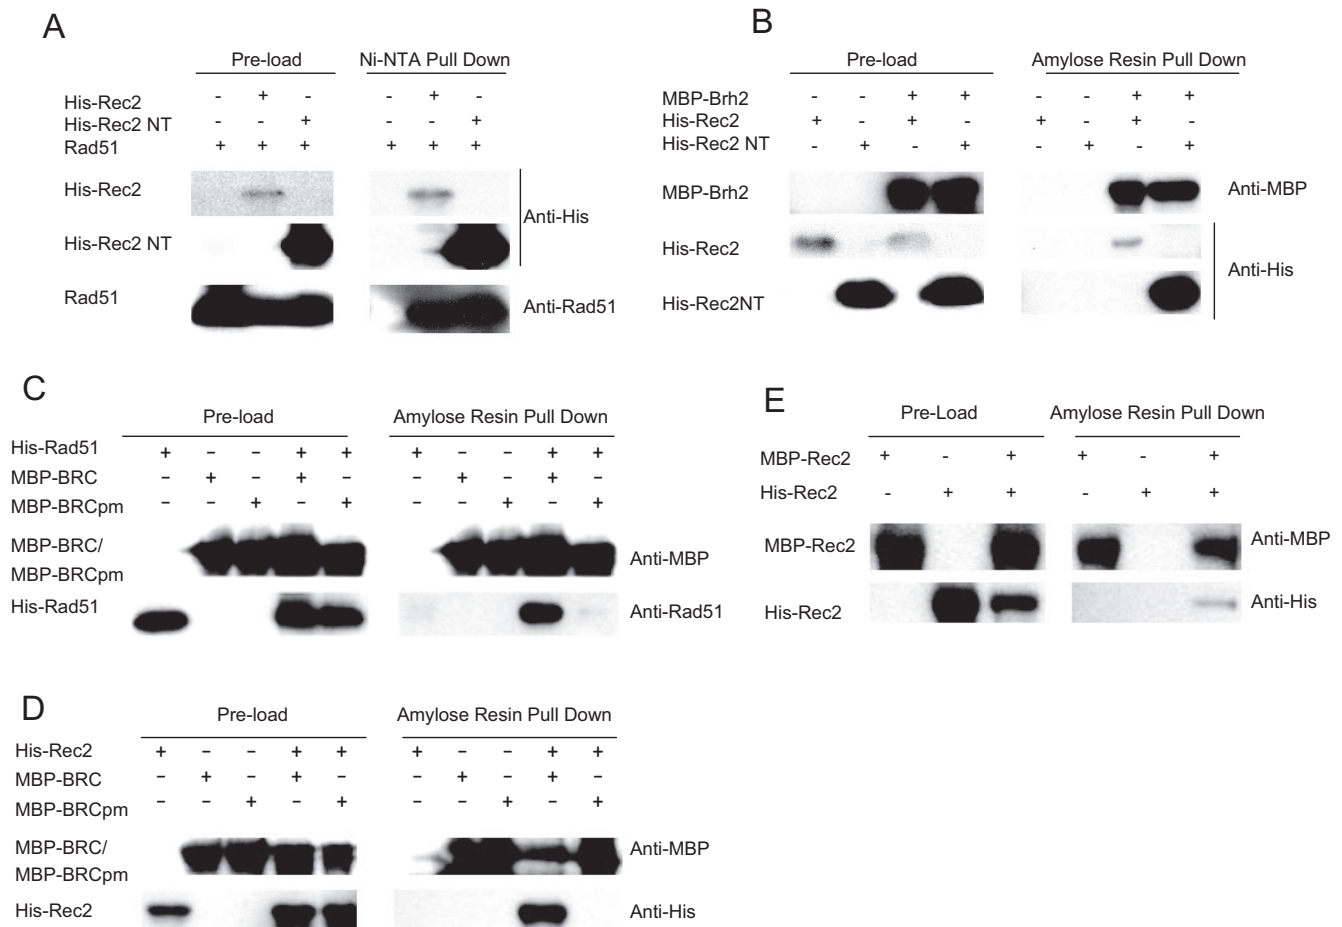 A
Pre-load Ni-NTA Pull Down
His-Rec2 - + - - + -
His-Rec2 NT - - + - - +
Rad51 + + + + + +
His-Rec2
His-Rec2 NT
Rad51
Anti-His
Anti-Rad51
B
Pre-load Amylose Resin Pull Down
MBP-Brh2 - - + + - - + +
His-Rec2 + - + - + - + -
His-Rec2 NT - + - + - + - +
MBP-Brh2
His-Rec2
His-Rec2NT
Anti-MBP
Anti-His
C
Pre-load Amylose Resin Pull Down
His-Rad51 + - - + + + - - + +
MBP-BRC - + - + - - + - + -
MBP-BRCpm - - + - + - - + - +
MBP-BRC/
MBP-BRCpm
His-Rad51
Anti-MBP
Anti-Rad51
E
Pre-Load Amylose Resin Pull Down
MBP-Rec2 + - + + - +
His-Rec2 - + + - + +
MBP-Rec2
His-Rec2
Anti-MBP
Anti-His
D
Pre-load Amylose Resin Pull Down
His-Rec2 + - - + + + - - + +
MBP-BRC - + - + - - + - + -
MBP-BRCpm - - + - + - - + - +
MBP-BRC/
MBP-BRCpm
His-Rec2
Anti-MBP
Anti-His